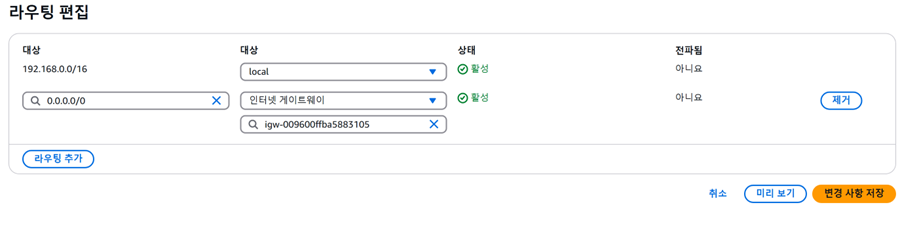 라우팅 편집
대상 대상 상태 전파됨
192.168.0.0/16 local 활성 아니요
0.0.0.0/0 인터넷 게이트웨이 활성 아니요 제거
igw-009600ffba5883105
라우팅 추가
취소 미리 보기 변경 사항 저장